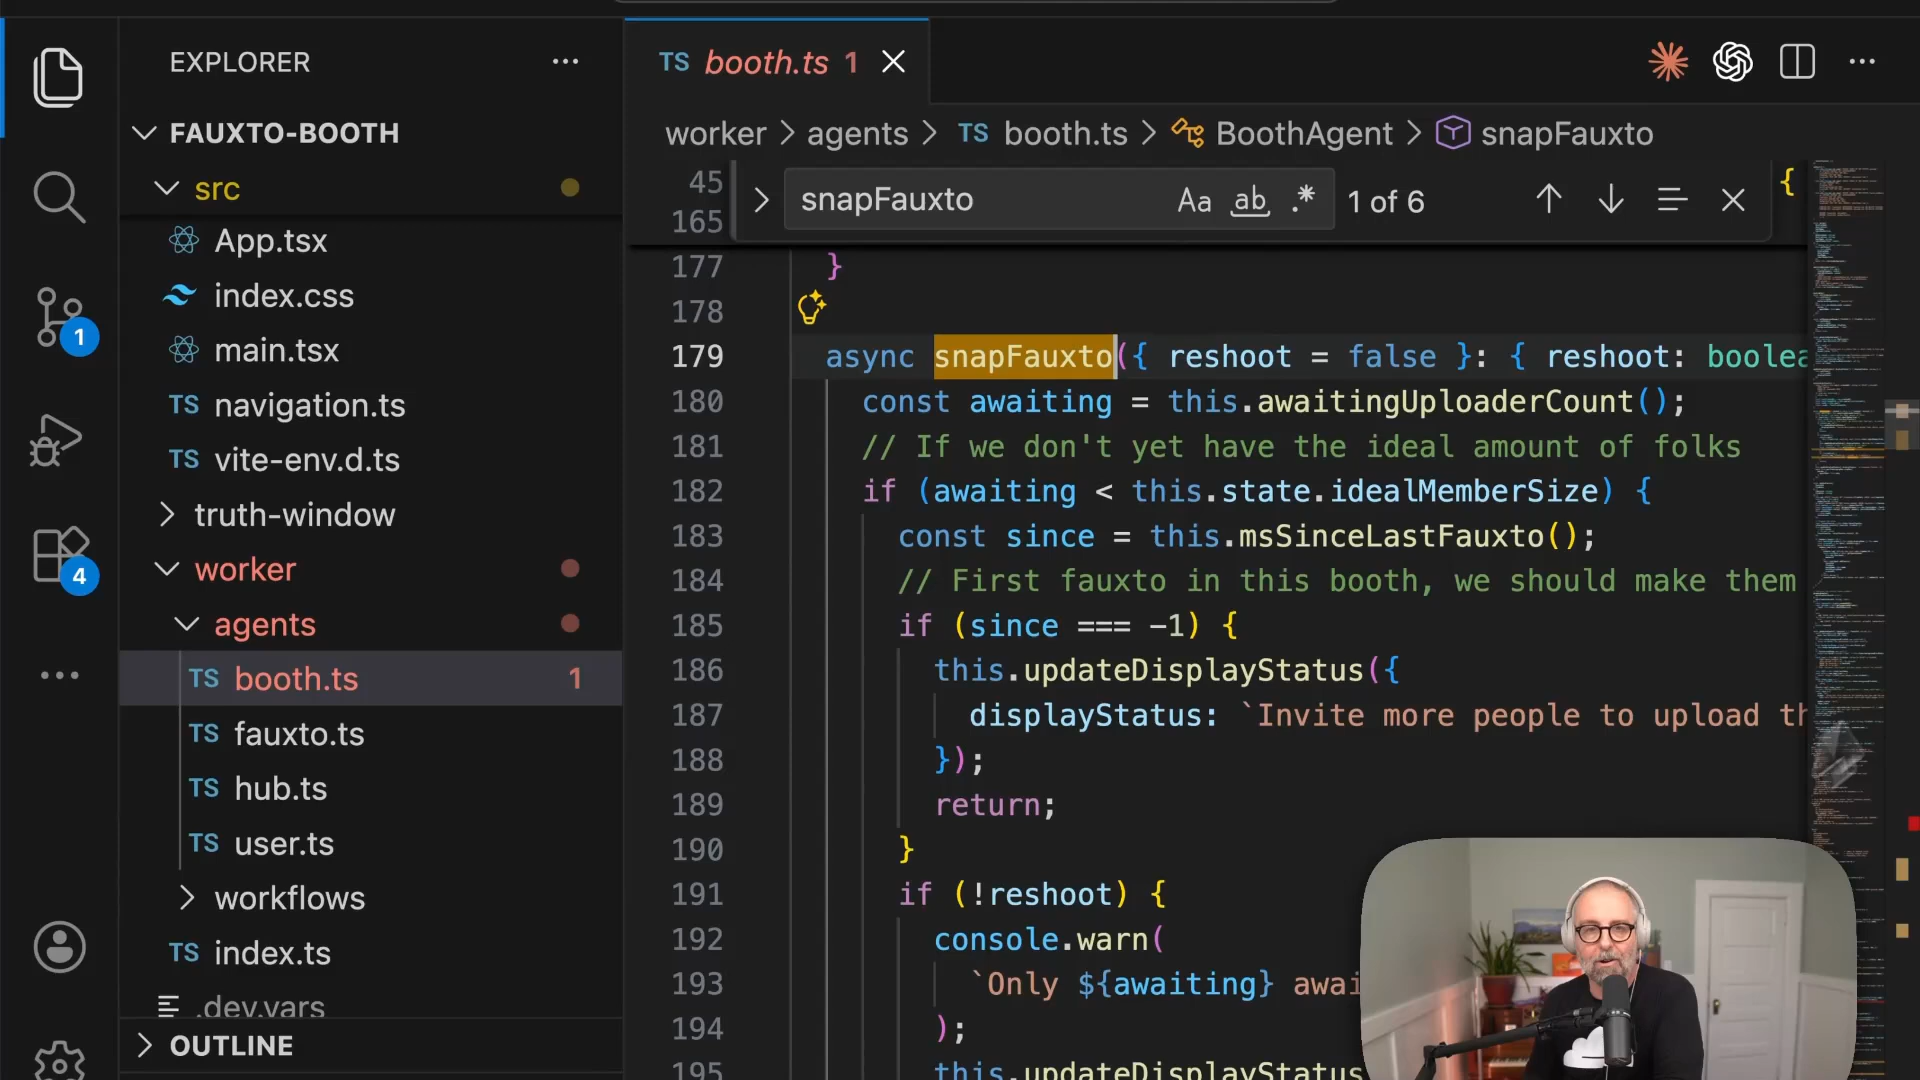 EXPLORER
FAUXTO-BOOTH
src
App.tsx
index.css
main.tsx
TS navigation.ts
TS vite-env.d.ts
truth-window
worker
agents
TS booth.ts 1
TS fauxto.ts
TS hub.ts
TS user.ts
workflows
TS index.ts
.dev.vars
OUTLINE
1
4
TS booth.ts 1
worker > agents > TS booth.ts > BoothAgent > snapFauxto
snapFauxto Aa ab .* 1 of 6
45 {
165
177 }
178
179 async snapFauxto({ reshoot = false }: { reshoot: boolea
180 const awaiting = this.awaitingUploaderCount();
181 // If we don't yet have the ideal amount of folks
182 if (awaiting < this.state.idealMemberSize) {
183 const since = this.msSinceLastFauxto();
184 // First fauxto in this booth, we should make them
185 if (since === -1) {
186 this.updateDisplayStatus({
187 displayStatus: `Invite more people to upload th
188 });
189 return;
190 }
191 if (!reshoot) {
192 console.warn(
193 `Only ${awaiting} awai
194 );
195 this.updateDisplayStatus